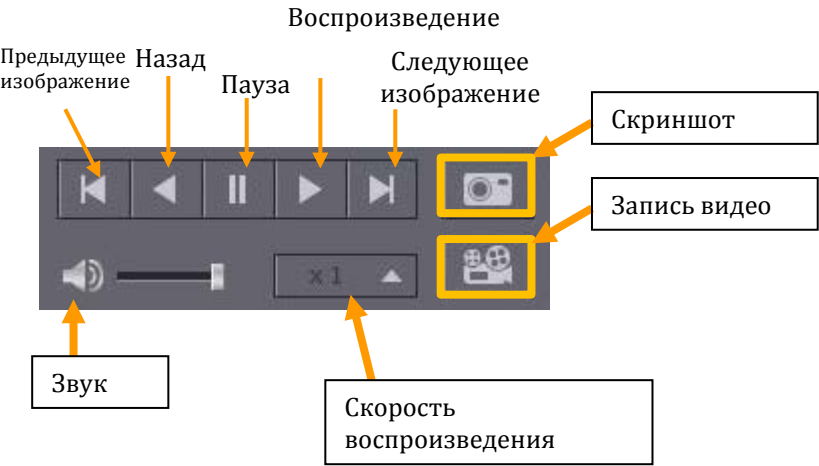 Воспроизведение
Предыдущее
изображение
Назад
Пауза
Следующее
изображение
Скриншот
Запись видео
x 1
Звук
Скорость
воспроизведения